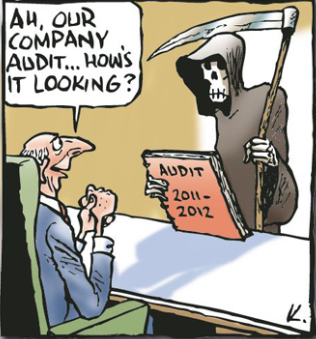 AH, OUR
COMPANY
AUDIT... HOW'S
IT LOOKING?
AUDIT
2011-
2012
K.